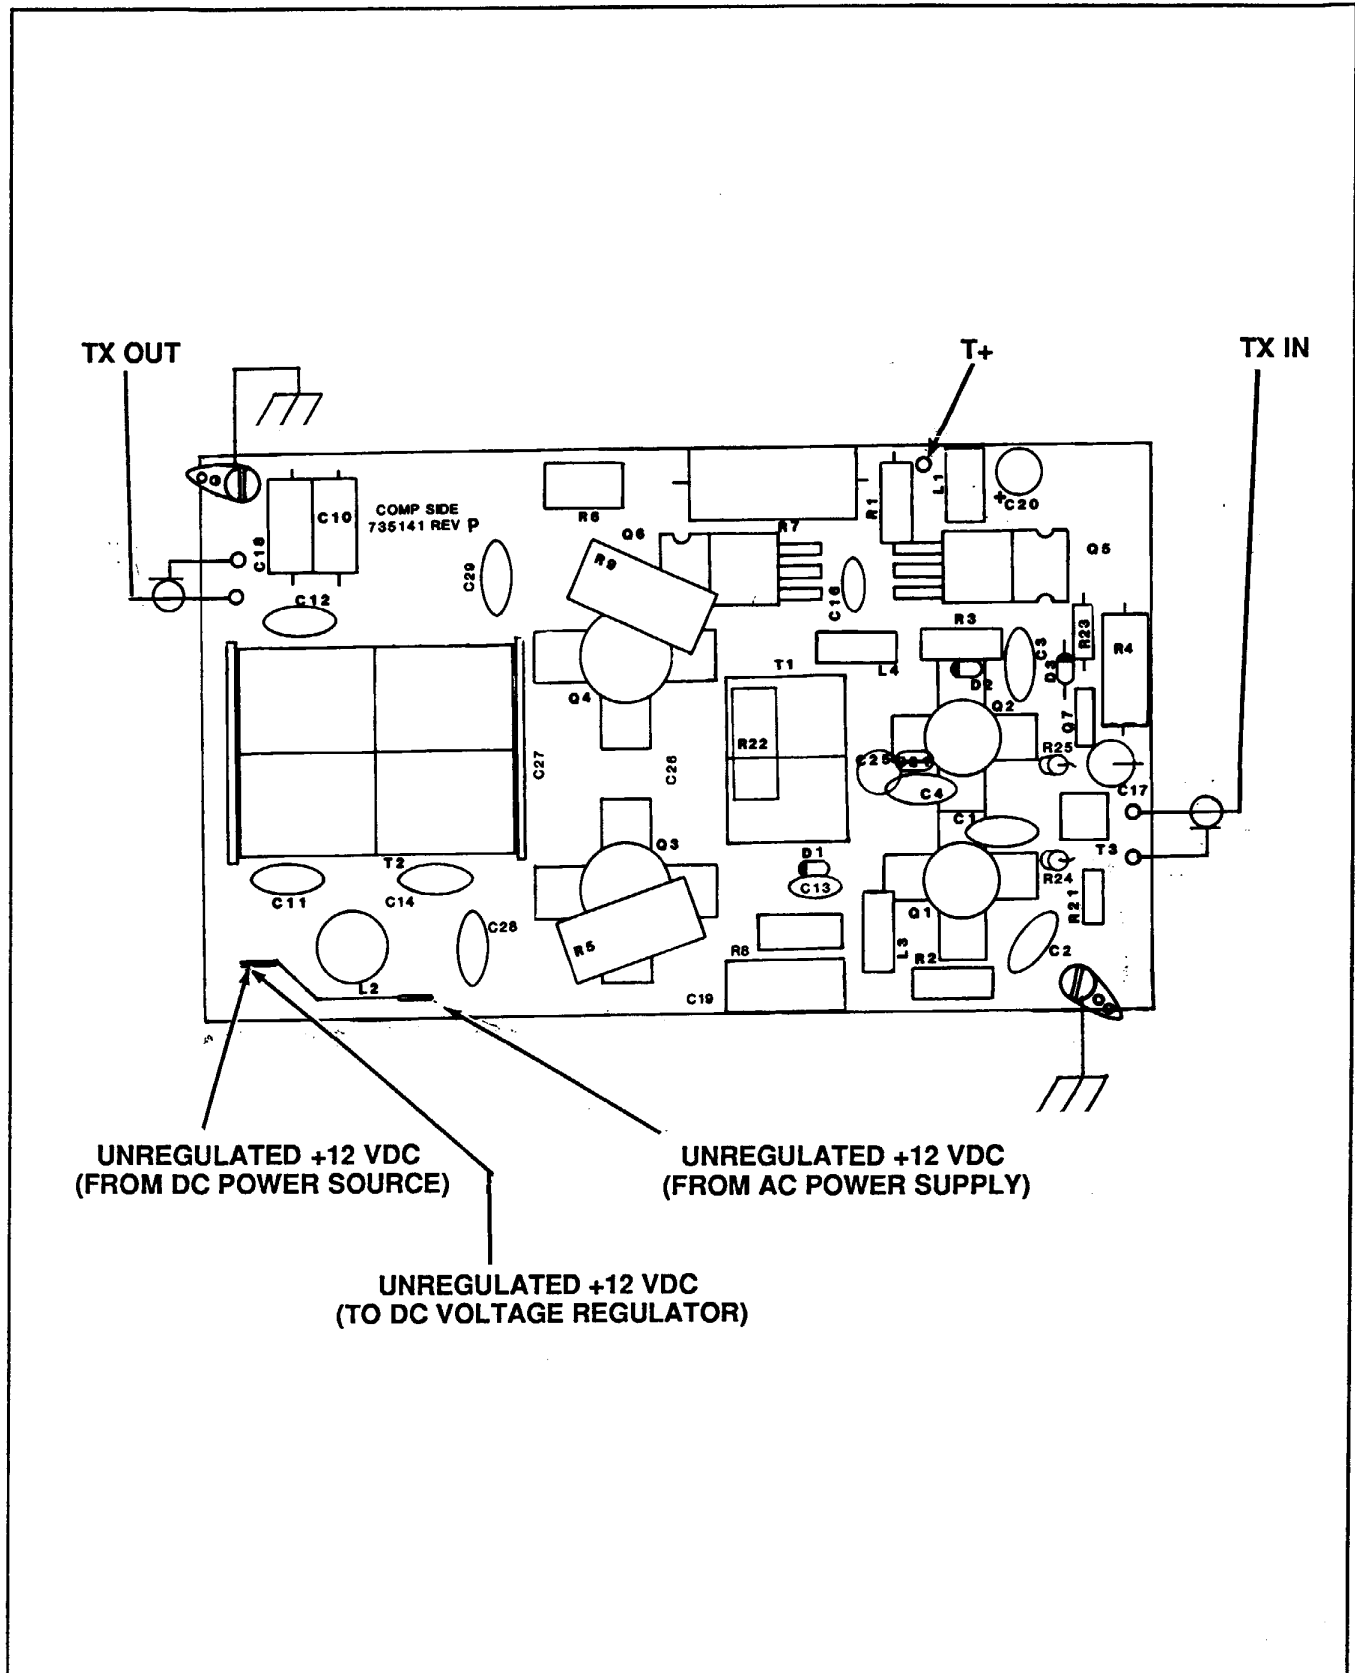 TX OUT
T+
TX IN
C10
C18
COMP SIDE
735141 REV P
R6
R7
R1
L1
+
C20
Q6
Q5
R9
C29
C16
C12
R3
C3
R23
R4
D3
T1
L4
D2
Q4
Q2
Q7
R22
R25
C27
C26
C25
C4
C17
C1
T3
Q3
D1
T2
C13
R24
C11
C14
Q1
R21
C28
R5
R8
L3
R2
C2
L2
C19
UNREGULATED +12 VDC
(FROM DC POWER SOURCE)
UNREGULATED +12 VDC
(FROM AC POWER SUPPLY)
UNREGULATED +12 VDC
(TO DC VOLTAGE REGULATOR)